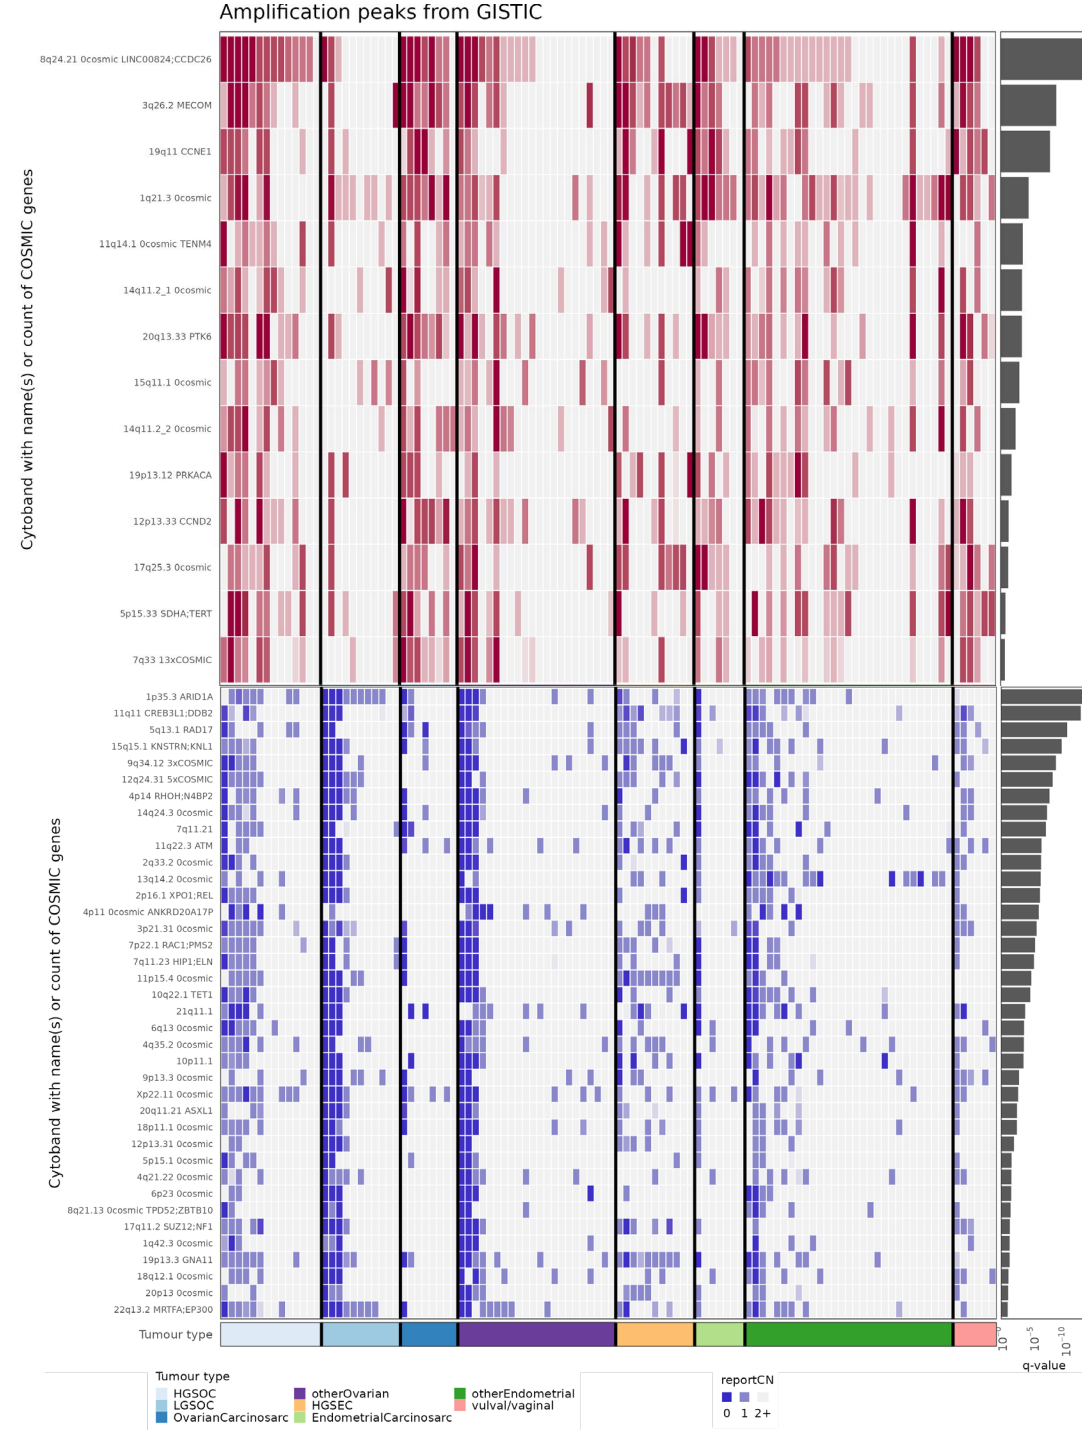 Amplification peaks from GISTIC
Cytoband with name(s) or count of COSMIC genes
8q24.21 0cosmic LINC00824;CCDC26
3q26.2 MECOM
19q11 CCNE1
1q21.3 0cosmic
11q14.1 0cosmic TENM4
14q11.2_1 0cosmic
20q13.33 PTK6
15q11.1 0cosmic
14q11.2_2 0cosmic
19p13.12 PRKACA
12p13.33 CCND2
17q25.3 0cosmic
5p15.33 SDHA;TERT
7q33 13xCOSMIC
Cytoband with name(s) or count of COSMIC genes
1p35.3 ARID1A
11q11 CREB3L1;DDB2
5q13.1 RAD17
15q15.1 KNSTRN;KNL1
9q34.12 3xCOSMIC
12q24.31 5xCOSMIC
4p14 RHOH;N4BP2
14q24.3 0cosmic
7q11.21
11q22.3 ATM
2q33.2 0cosmic
13q14.2 0cosmic
2p16.1 XPO1;REL
4p11 0cosmic ANKRD20A17P
3p21.31 0cosmic
7p22.1 RAC1;PMS2
7q11.23 HIP1;ELN
11p15.4 0cosmic
10q22.1 TET1
21q11.1
6q13 0cosmic
4q35.2 0cosmic
10p11.1
9p13.3 0cosmic
Xp22.11 0cosmic
20q11.21 ASXL1
18p11.1 0cosmic
12p13.31 0cosmic
5p15.1 0cosmic
4q21.22 0cosmic
6p23 0cosmic
8q21.13 0cosmic TPD52;ZBTB10
17q11.2 SUZ12;NF1
1q42.3 0cosmic
19p13.3 GNA11
18q12.1 0cosmic
20p13 0cosmic
22q13.2 MRTFA;EP300
Tumour type
10⁻⁰ 10⁻⁵ 10⁻¹⁰
q-value
Tumour type
HGSOC otherOvarian otherEndometrial
LGSOC HGSEC vulval/vaginal
OvarianCarcinosarc EndometrialCarcinosarc
reportCN
0 1 2+